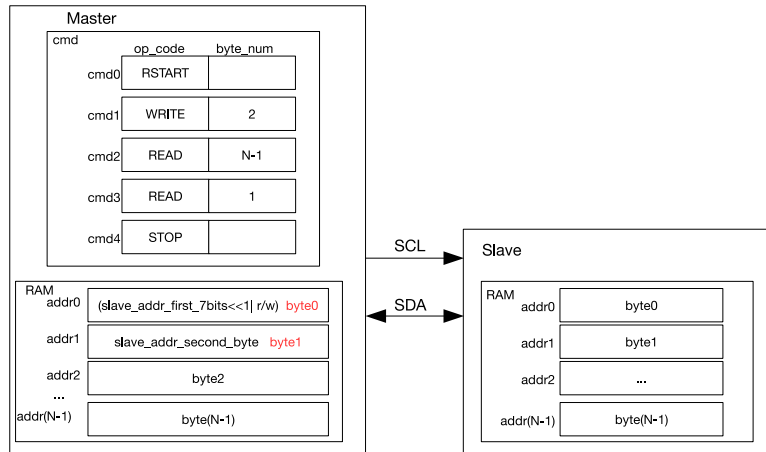 Master
cmd
op_code byte_num
cmd0 RSTART
cmd1 WRITE 2
cmd2 READ N-1
cmd3 READ 1
cmd4 STOP
RAM
addr0 (slave_addr_first_7bits<<1| r/w) byte0
addr1 slave_addr_second_byte byte1
addr2 byte2
...
addr(N-1) byte(N-1)
SCL
SDA
Slave
RAM
addr0 byte0
addr1 byte1
addr2 ...
addr(N-1) byte(N-1)